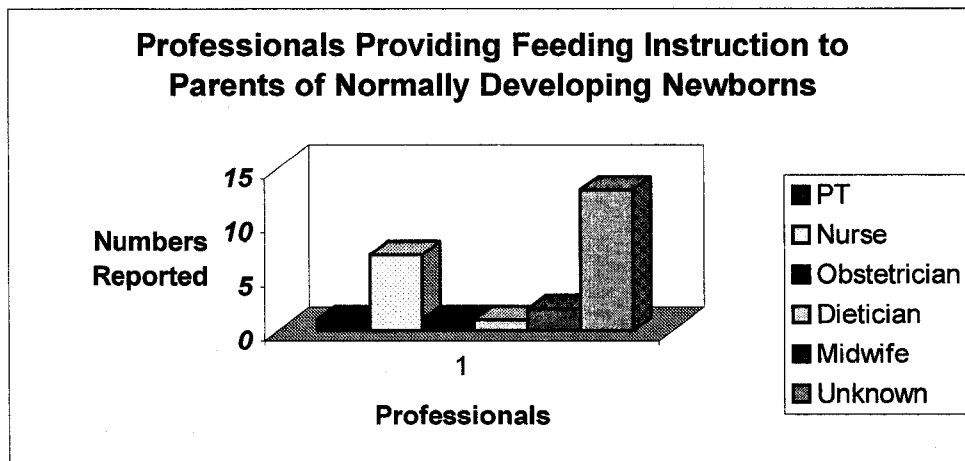 Professionals Providing Feeding Instruction to
Parents of Normally Developing Newborns
15
10
5
0
Numbers
Reported
1
Professionals
PT
Nurse
Obstetrician
Dietician
Midwife
Unknown